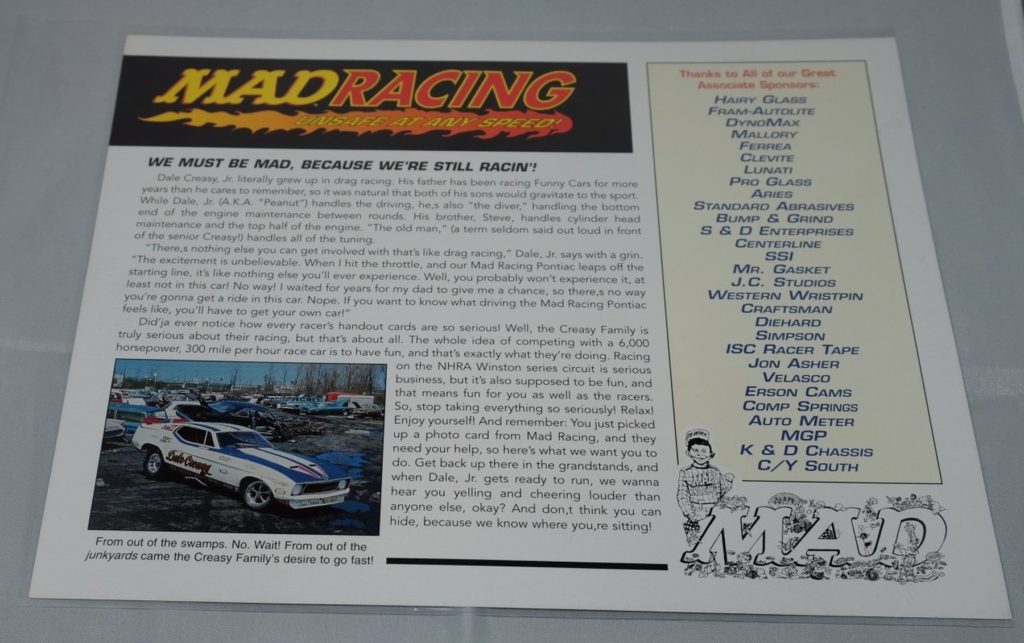 MAD RACING
UNSAFE AT ANY SPEED!
WE MUST BE MAD, BECAUSE WE'RE STILL RACIN'!
Dale Creasy, Jr. literally grew up in drag racing. His father has been racing Funny Cars for more
years than he cares to remember, so it was natural that both of his sons would gravitate to the sport.
While Dale, Jr. (A.K.A. "Peanut") handles the driving, he,s also "the diver," handling the bottom
end of the engine maintenance between rounds. His brother, Steve, handles cylinder head
maintenance and the top half of the engine. "The old man," (a term seldom said out loud in front
of the senior Creasy!) handles all of the tuning.
"There,s nothing else you can get involved with that's like drag racing," Dale, Jr. says with a grin.
"The excitement is unbelievable. When I hit the throttle, and our Mad Racing Pontiac leaps off the
starting line, it's like nothing else you'll ever experience. Well, you probably won't experience it, at
least not in this car! No way! I waited for years for my dad to give me a chance, so there,s no way
you're gonna get a ride in this car. Nope. If you want to know what driving the Mad Racing Pontiac
feels like, you'll have to get your own car!"
Did'ja ever notice how every racer's handout cards are so serious! Well, the Creasy Family is
truly serious about their racing, but that's about all. The whole idea of competing with a 6,000
horsepower, 300 mile per hour race car is to have fun, and that's exactly what they're doing. Racing
on the NHRA Winston series circuit is serious
business, but it's also supposed to be fun, and
that means fun for you as well as the racers.
So, stop taking everything so seriously! Relax!
Enjoy yourself! And remember: You just picked
up a photo card from Mad Racing, and they
need your help, so here's what we want you to
do. Get back up there in the grandstands, and
when Dale, Jr. gets ready to run, we wanna
hear you yelling and cheering louder than
anyone else, okay? And don,t think you can
hide, because we know where you,re sitting!
Dale Creasy
From out of the swamps. No. Wait! From out of the
junkyards came the Creasy Family's desire to go fast!
Thanks to All of our Great
Associate Sponsors:
HAIRY GLASS
FRAM-AUTOLITE
DYNOMAX
MALLORY
FERREA
CLEVITE
LUNATI
PRO GLASS
ARIES
STANDARD ABRASIVES
BUMP & GRIND
S & D ENTERPRISES
CENTERLINE
SSI
MR. GASKET
J.C. STUDIOS
WESTERN WRISTPIN
CRAFTSMAN
DIEHARD
SIMPSON
ISC RACER TAPE
JON ASHER
VELASCO
ERSON CAMS
COMP SPRINGS
AUTO METER
MGP
K & D CHASSIS
C/Y SOUTH
MAD
MAD